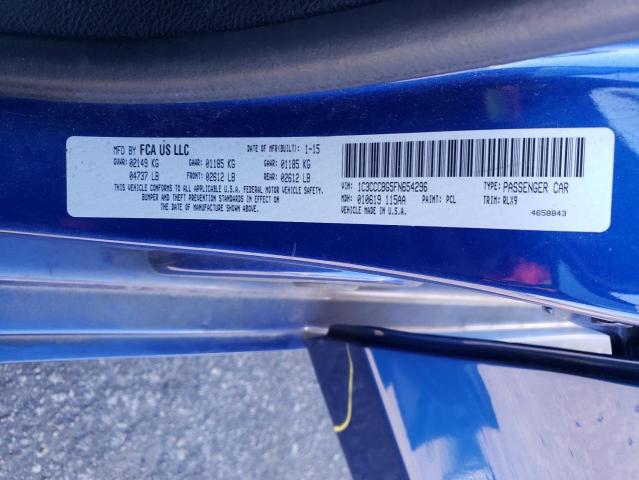 MFD BY FCA US LLC DATE OF MFR(BUILT): 1-15
GVWR: 02149 KG GAWR: 01185 KG GAWR: 01185 KG
04737 LB FRONT: 02612 LB REAR: 02612 LB
THIS VEHICLE CONFORMS TO ALL APPLICABLE U.S.A. FEDERAL MOTOR VEHICLE SAFETY,
BUMPER AND THEFT PREVENTION STANDARDS IN EFFECT ON
THE DATE OF MANUFACTURE SHOWN ABOVE.
VIN: 1C3CCCBG5FN654296 TYPE: PASSENGER CAR
MDH: 010619 115AA PAINT: PCL TRIM: RLX9
VEHICLE MADE IN U.S.A.
4658843